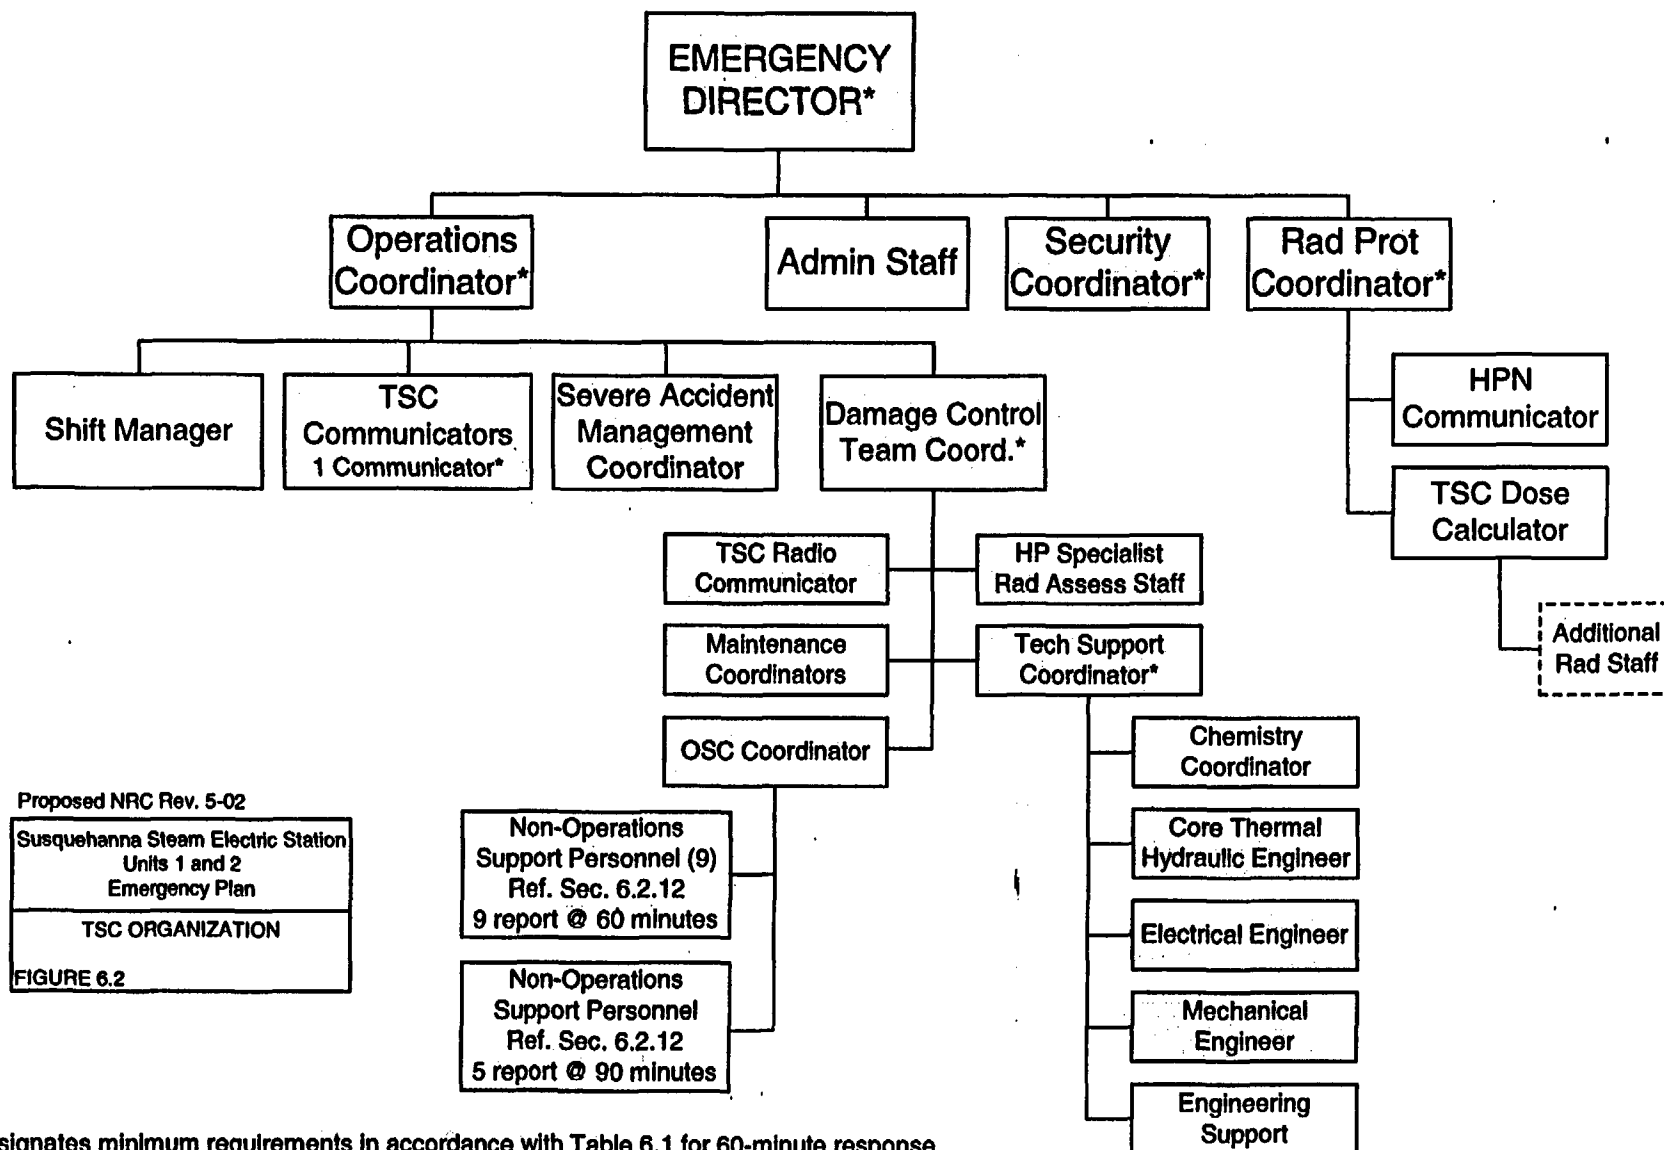 EMERGENCY
DIRECTOR*
Operations
Coordinator*
Admin Staff
Security
Coordinator*
Rad Prot
Coordinator*
Shift Manager
TSC
Communicators
1 Communicator*
Severe Accident
Management
Coordinator
Damage Control
Team Coord.*
HPN
Communicator
TSC Dose
Calculator
Additional
Rad Staff
TSC Radio
Communicator
HP Specialist
Rad Assess Staff
Maintenance
Coordinators
Tech Support
Coordinator*
OSC Coordinator
Chemistry
Coordinator
Core Thermal
Hydraulic Engineer
Electrical Engineer
Mechanical
Engineer
Engineering
Support
Non-Operations
Support Personnel (9)
Ref. Sec. 6.2.12
9 report @ 60 minutes
Non-Operations
Support Personnel
Ref. Sec. 6.2.12
5 report @ 90 minutes
Proposed NRC Rev. 5-02
Susquehanna Steam Electric Station
Units 1 and 2
Emergency Plan
TSC ORGANIZATION
FIGURE 6.2
signates minimum requirements in accordance with Table 6.1 for 60-minute response